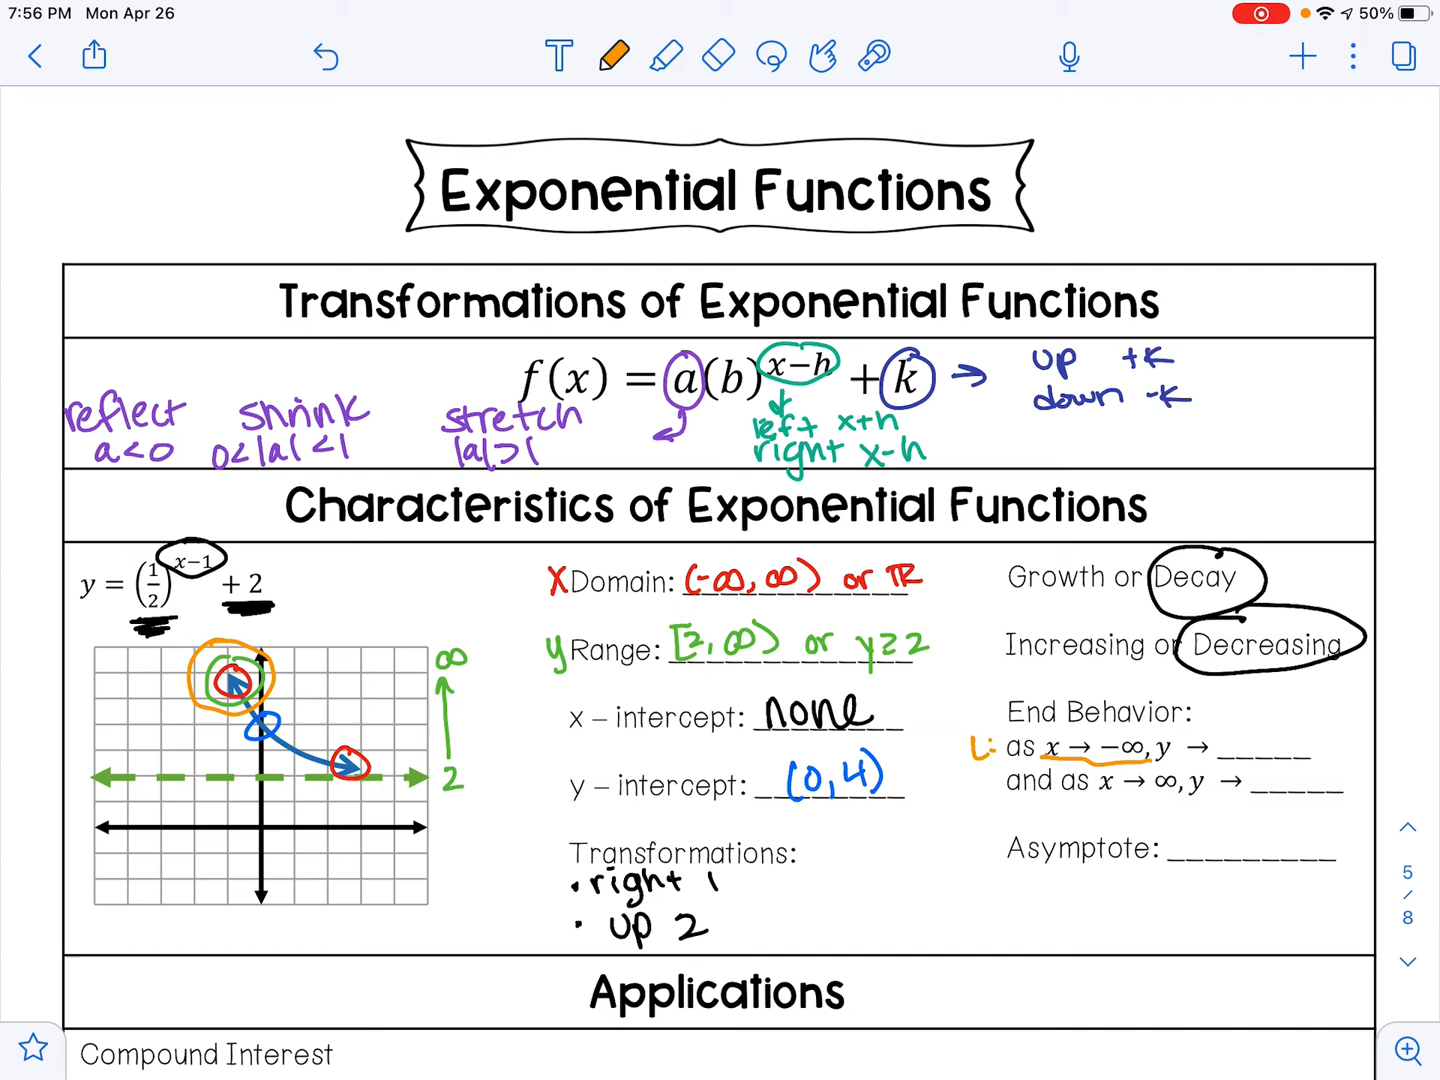 7:56 PM Mon Apr 26
50%
T
Exponential Functions
Transformations of Exponential Functions
f(x) = a(b)^{x−h} + k → up +k
down -k
reflect shrink stretch left x+h
a<0 0<|a|<1 |a|>1 right x-h
Characteristics of Exponential Functions
y = (1/2)^{x−1} + 2
∞
2
X Domain: (-∞, ∞) or ℝ
y Range: [2, ∞) or y≥2
x – intercept: none
y – intercept: (0,4)
Transformations:
• right 1
• up 2
Growth or Decay
Increasing or Decreasing
End Behavior:
L: as x → −∞, y → _____
and as x → ∞, y → _____
Asymptote: _________
5
/
8
Applications
Compound Interest